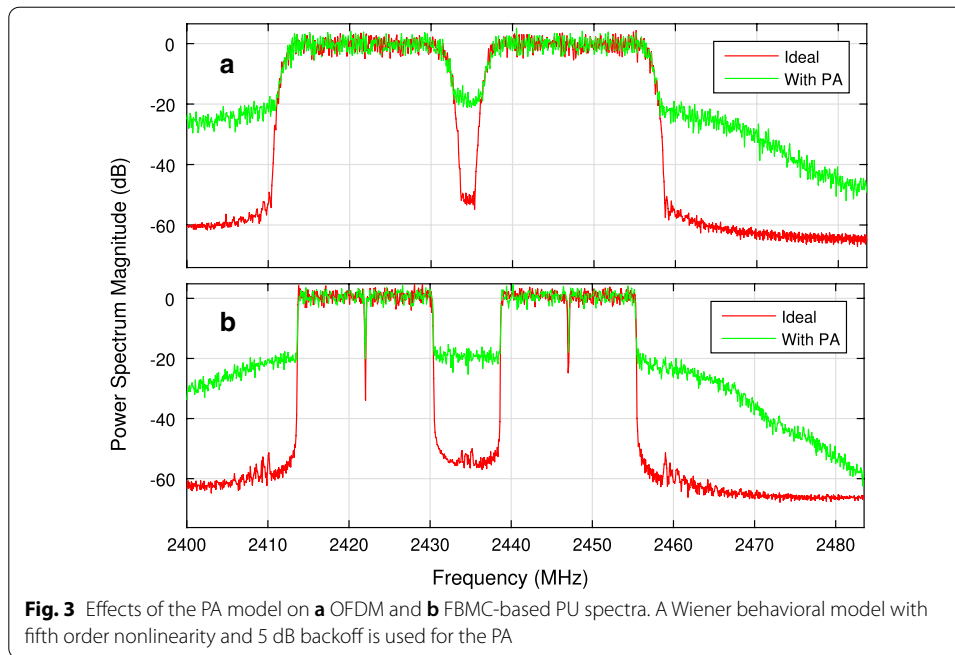 0
-20
-40
-60
a
Ideal
With PA
0
-20
-40
-60
b
Ideal
With PA
Power Spectrum Magnitude (dB)
2400 2410 2420 2430 2440 2450 2460 2470 2480
Frequency (MHz)
Fig. 3 Effects of the PA model on a OFDM and b FBMC-based PU spectra. A Wiener behavioral model with
fifth order nonlinearity and 5 dB backoff is used for the PA